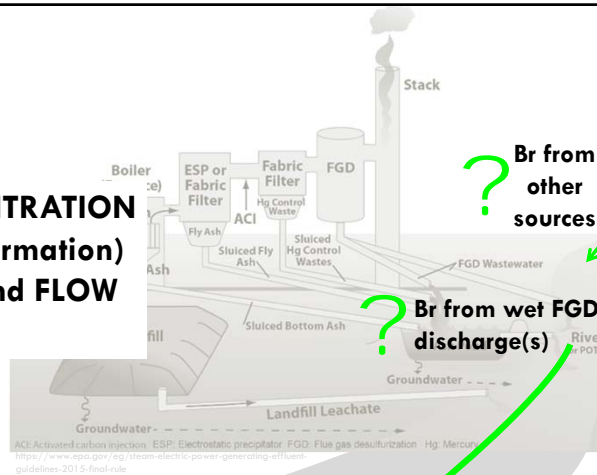 Stack
Br from
other
sources
?
Boiler
ce)
ESP or
Fabric
Filter
Fabric
Filter
FGD
NTRATION
rmation)
nd FLOW
ACI
Hg Control
Waste
Fly Ash
Ash
Sluiced Fly
Ash
Sluiced
Hg Control
Wastes
FGD Wastewater
?
Br from wet FGD
discharge(s)
Sluiced Bottom Ash
fill
Groundwater
Landfill Leachate
Groundwater
ACI: Activated carbon injection ESP: Electrostatic precipitator FGD: Flue gas desulfurization Hg: Mercury
https://www.epa.gov/eg/steam-electric-power-generating-effluent-
guidelines-2015-final-rule